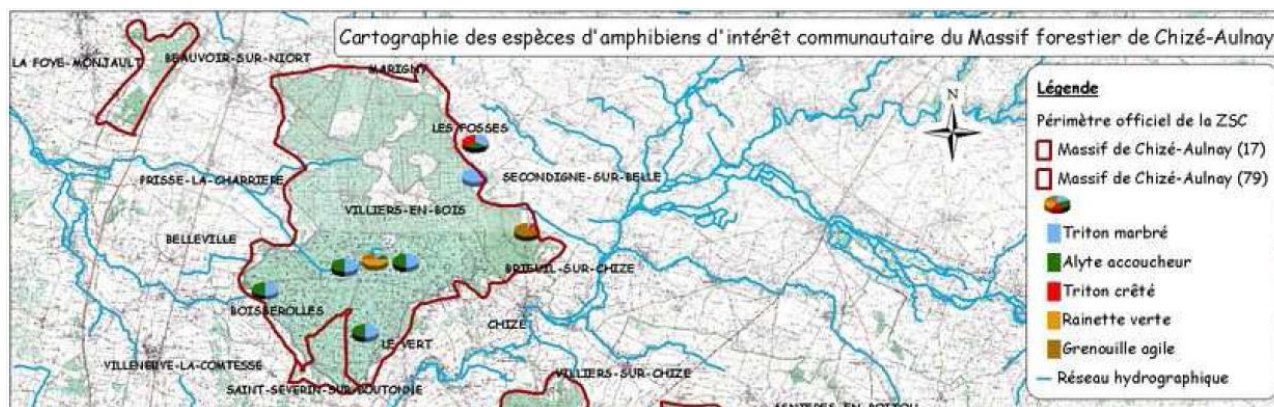 Cartographie des espèces d'amphibiens d'intérêt communautaire du Massif forestier de Chizé-Aulnay
LA FOYE-MONJAULT
BEAUVOIR-SUR-NIORT
MARIGNY
LES FOSSES
PRISSE-LA-CHARRIERE
SECONDIGNE-SUR-BELLE
VILLIERS-EN-BOIS
BELLEVILLE
BRIEUIL-SUR-CHIZE
BOISSEROLLES
CHIZE
LE VERT
VILLENEUVE-LA-COMTESSE
SAINT-SEVERIN-SUR-BOUTONNE
VILLIERS-SUR-CHIZE
N
Légende
Périmètre officiel de la ZSC
Massif de Chizé-Aulnay (17)
Massif de Chizé-Aulnay (79)
Triton marbré
Alyte accoucheur
Triton crêté
Rainette verte
Grenouille agile
Réseau hydrographique